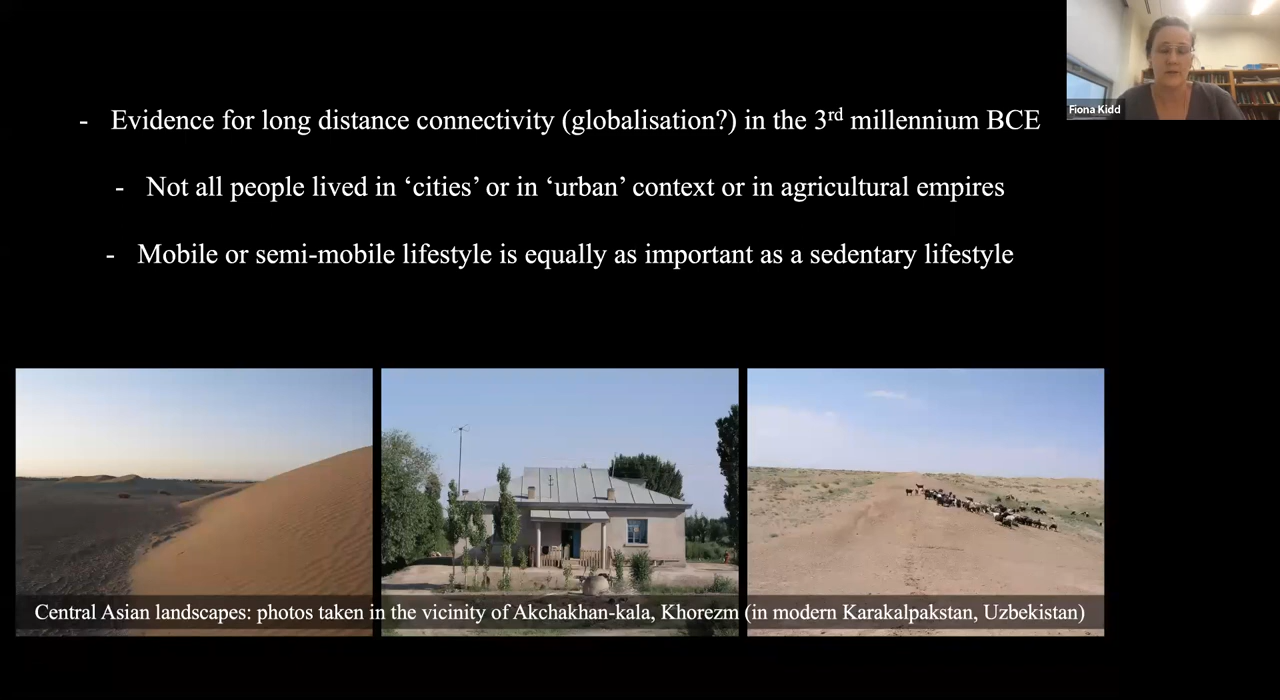 - Evidence for long distance connectivity (globalisation?) in the 3rd millennium BCE
Fiona Kidd
- Not all people lived in ‘cities’ or in ‘urban’ context or in agricultural empires
- Mobile or semi-mobile lifestyle is equally as important as a sedentary lifestyle
Central Asian landscapes: photos taken in the vicinity of Akchakhan-kala, Khorezm (in modern Karakalpakstan, Uzbekistan)